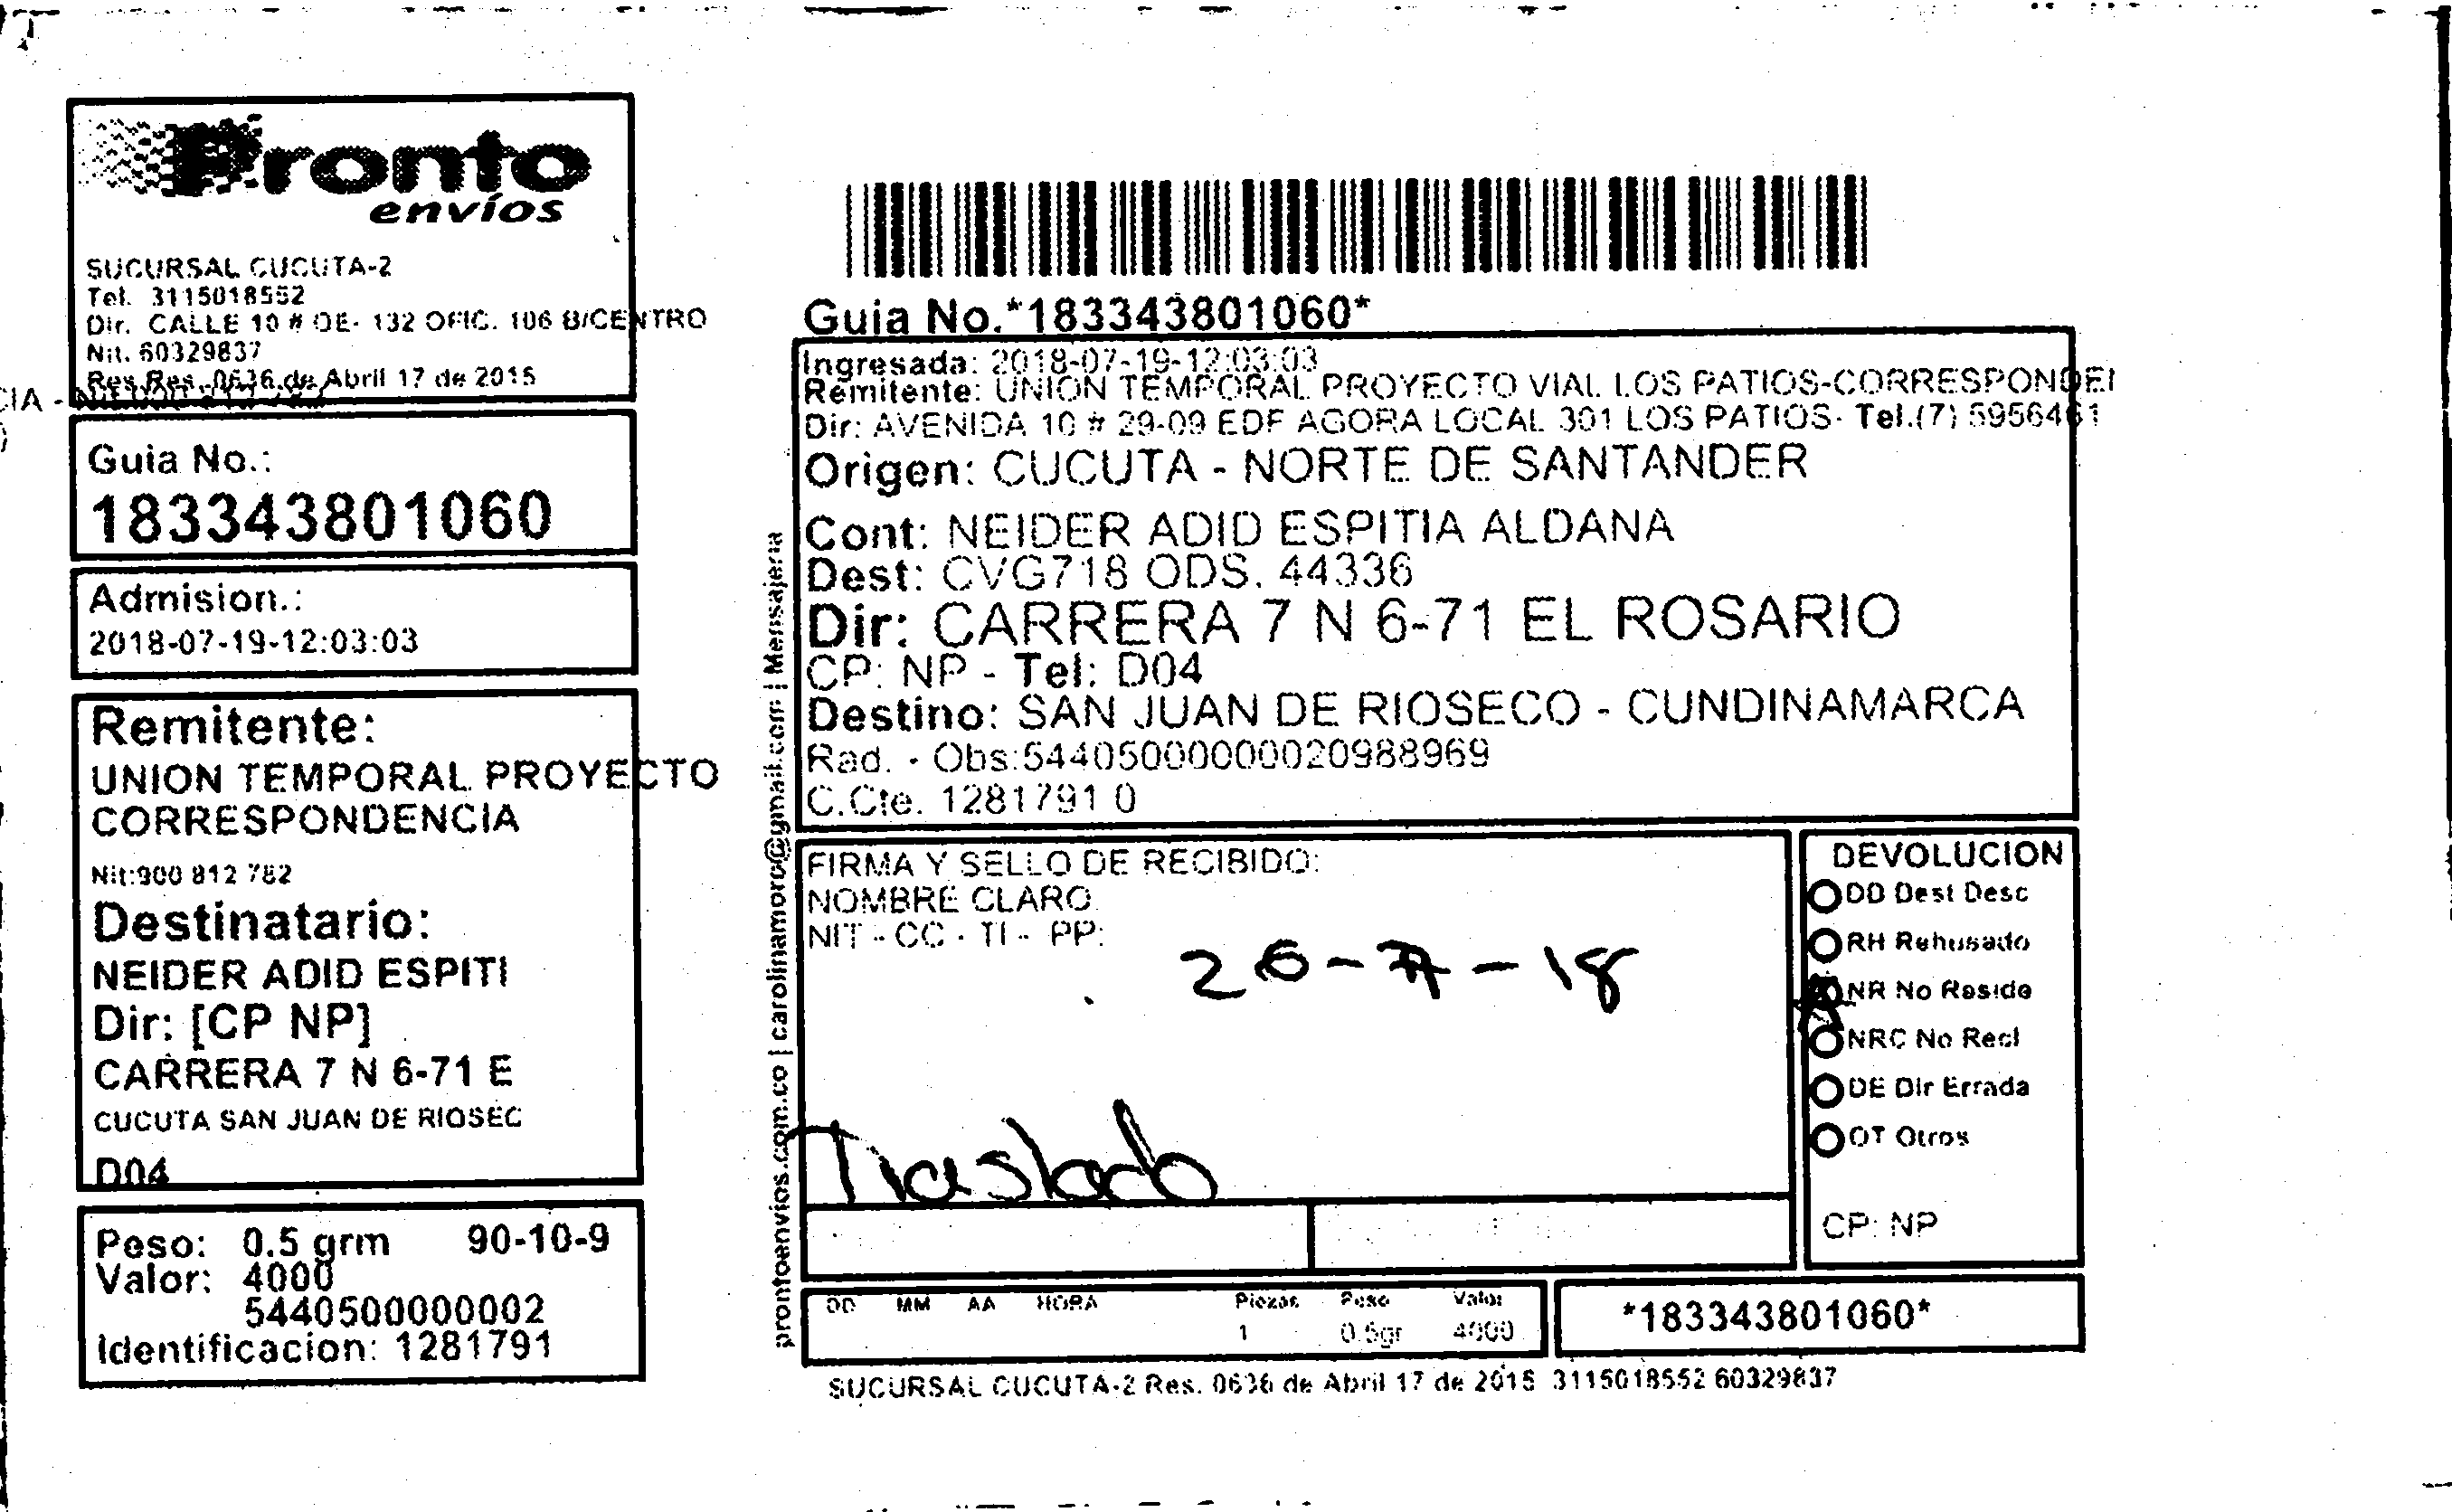 Pronto
envíos
SUCURSAL CUCUTA-2
Tel. 3115018552
Dir. CALLE 10 # OE- 132 OFIC. 106 B/CENTRO
Nit. 60329837
Res Res. 0636 de Abril 17 de 2015
CIA -
Guia No.:
183343801060
Admision.:
2018-07-19-12:03:03
Remitente:
UNION TEMPORAL PROYECTO
CORRESPONDENCIA
Nit:900 812 782
Destinatario:
NEIDER ADID ESPITI
Dir: [CP NP]
CARRERA 7 N 6-71 E
CUCUTA SAN JUAN DE RIOSEC
D04
Peso: 0.5 grm 90-10-9
Valor: 4000
5440500000002
Identificacion: 1281791
prontoenvios.com.co | carolinamoro@gmail.com | Mensajeria
Guia No.*183343801060*
Ingresada: 2018-07-19-12:03:03
Remitente: UNION TEMPORAL PROYECTO VIAL LOS PATIOS-CORRESPONDEI
Dir: AVENIDA 10 # 29-09 EDF AGORA LOCAL 301 LOS PATIOS- Tel.(7) 5956461
Origen: CUCUTA - NORTE DE SANTANDER
Cont: NEIDER ADID ESPITIA ALDANA
Dest: CVG718 ODS. 44336
Dir: CARRERA 7 N 6-71 EL ROSARIO
CP: NP - Tel: D04
Destino: SAN JUAN DE RIOSECO - CUNDINAMARCA
Rad. - Obs:544050000000020988969
C.Cte. 1281791 0
FIRMA Y SELLO DE RECIBIDO:
NOMBRE CLARO
NIT - CC - TI - PP:
26-7-18
Traslado
DEVOLUCION
DD Dest Desc
RH Rehusado
NR No Reside
NRC No Recl
DE Dir Errada
OT Otros
CP: NP
DD MM AA HORA Piezas Peso Valor
1 0.5gr 4000
*183343801060*
SUCURSAL CUCUTA-2 Res. 0636 de Abril 17 de 2015 3115018552 60329837